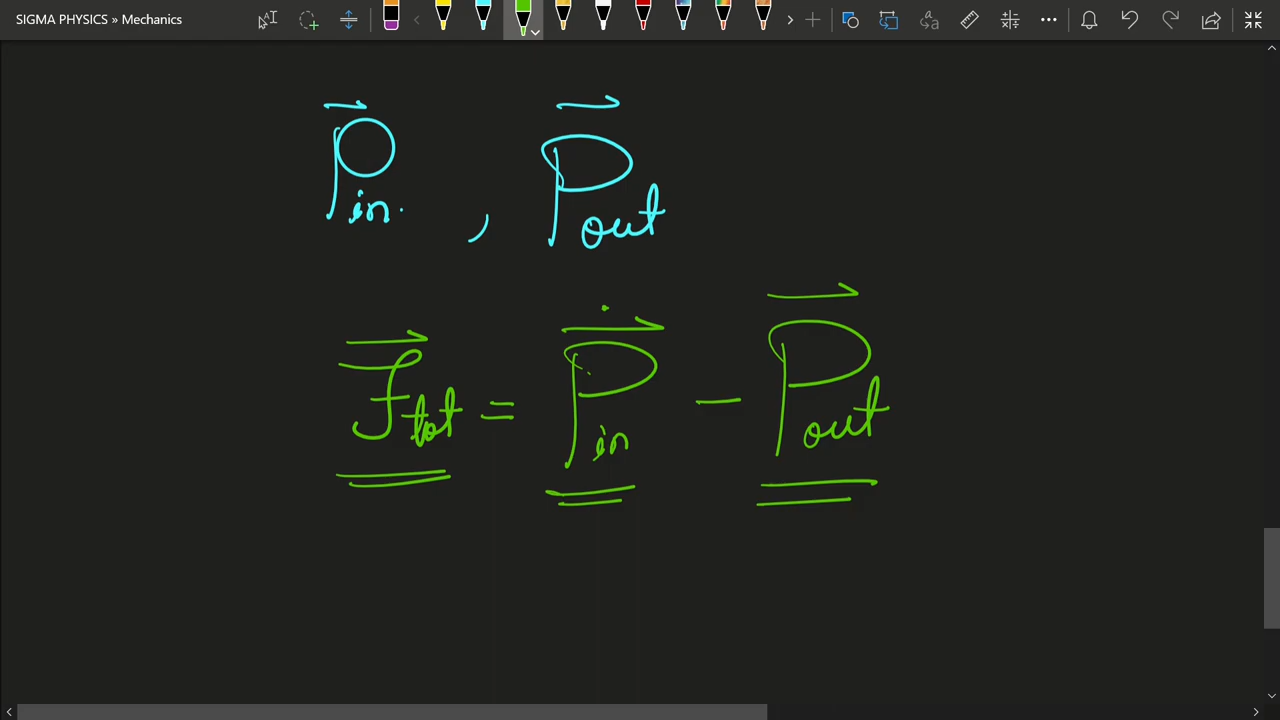 SIGMA PHYSICS » Mechanics
P⃗in , P⃗out
F⃗tot = P⃗in − P⃗out